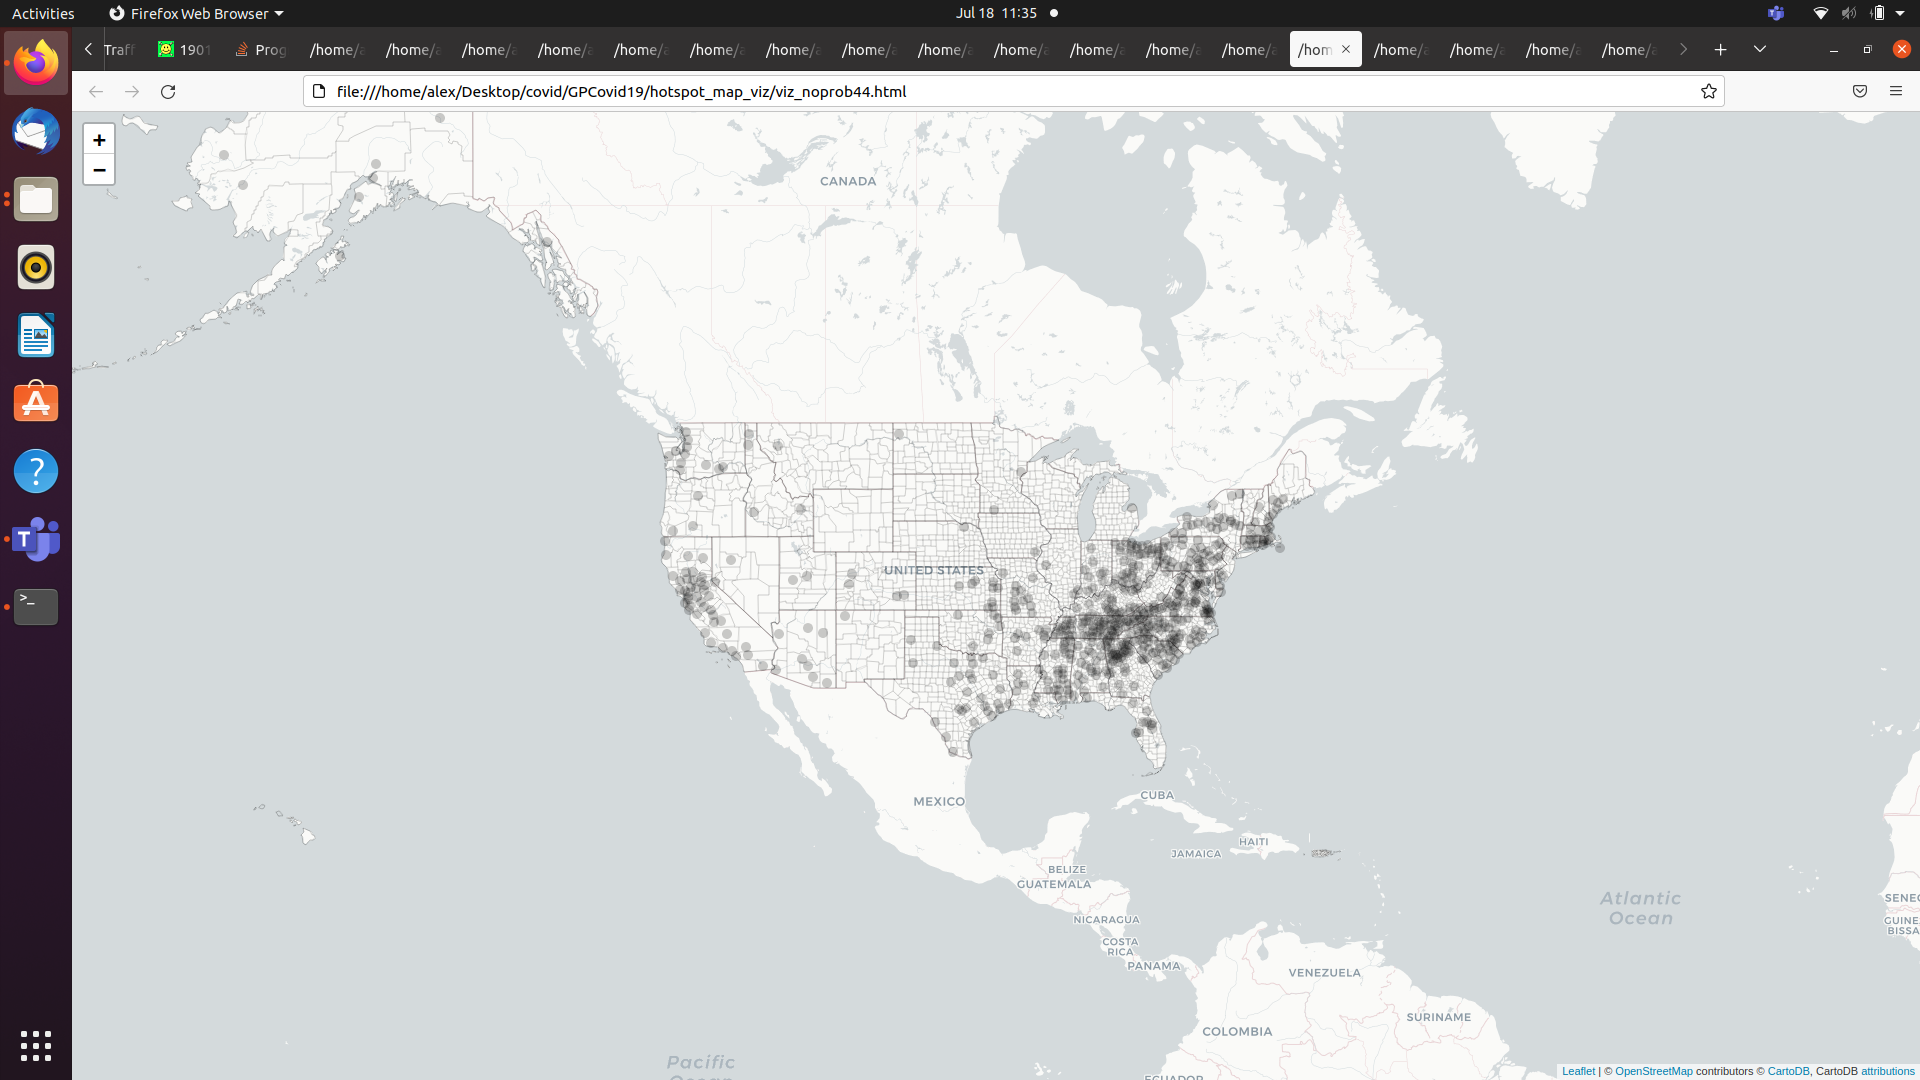 Activities
Firefox Web Browser
Jul 18 11:35
Traff
1901
Prog
/home/a
/home/a
/home/a
/home/a
/home/a
/home/a
/home/a
/home/a
/home/a
/home/a
/home/a
/home/a
/home/a
/hom
/home/a
/home/a
/home/a
/home/a
file:///home/alex/Desktop/covid/GPCovid19/hotspot_map_viz/viz_noprob44.html
+
−
CANADA
UNITED STATES
MEXICO
CUBA
HAITI
JAMAICA
BELIZE
GUATEMALA
NICARAGUA
COSTA
RICA
PANAMA
VENEZUELA
SURINAME
COLOMBIA
ECUADOR
Atlantic
Ocean
SENEG
GUINE
BISSA
Pacific
Ocean
T
?
>_
Leaflet | © OpenStreetMap contributors © CartoDB, CartoDB attributions